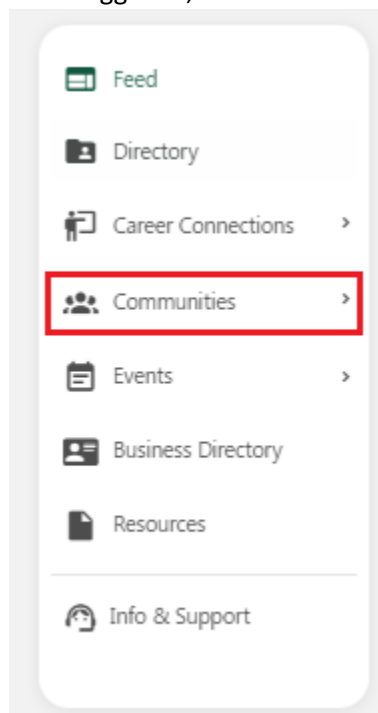 Feed
Directory
Career Connections
Communities
Events
Business Directory
Resources
Info & Support